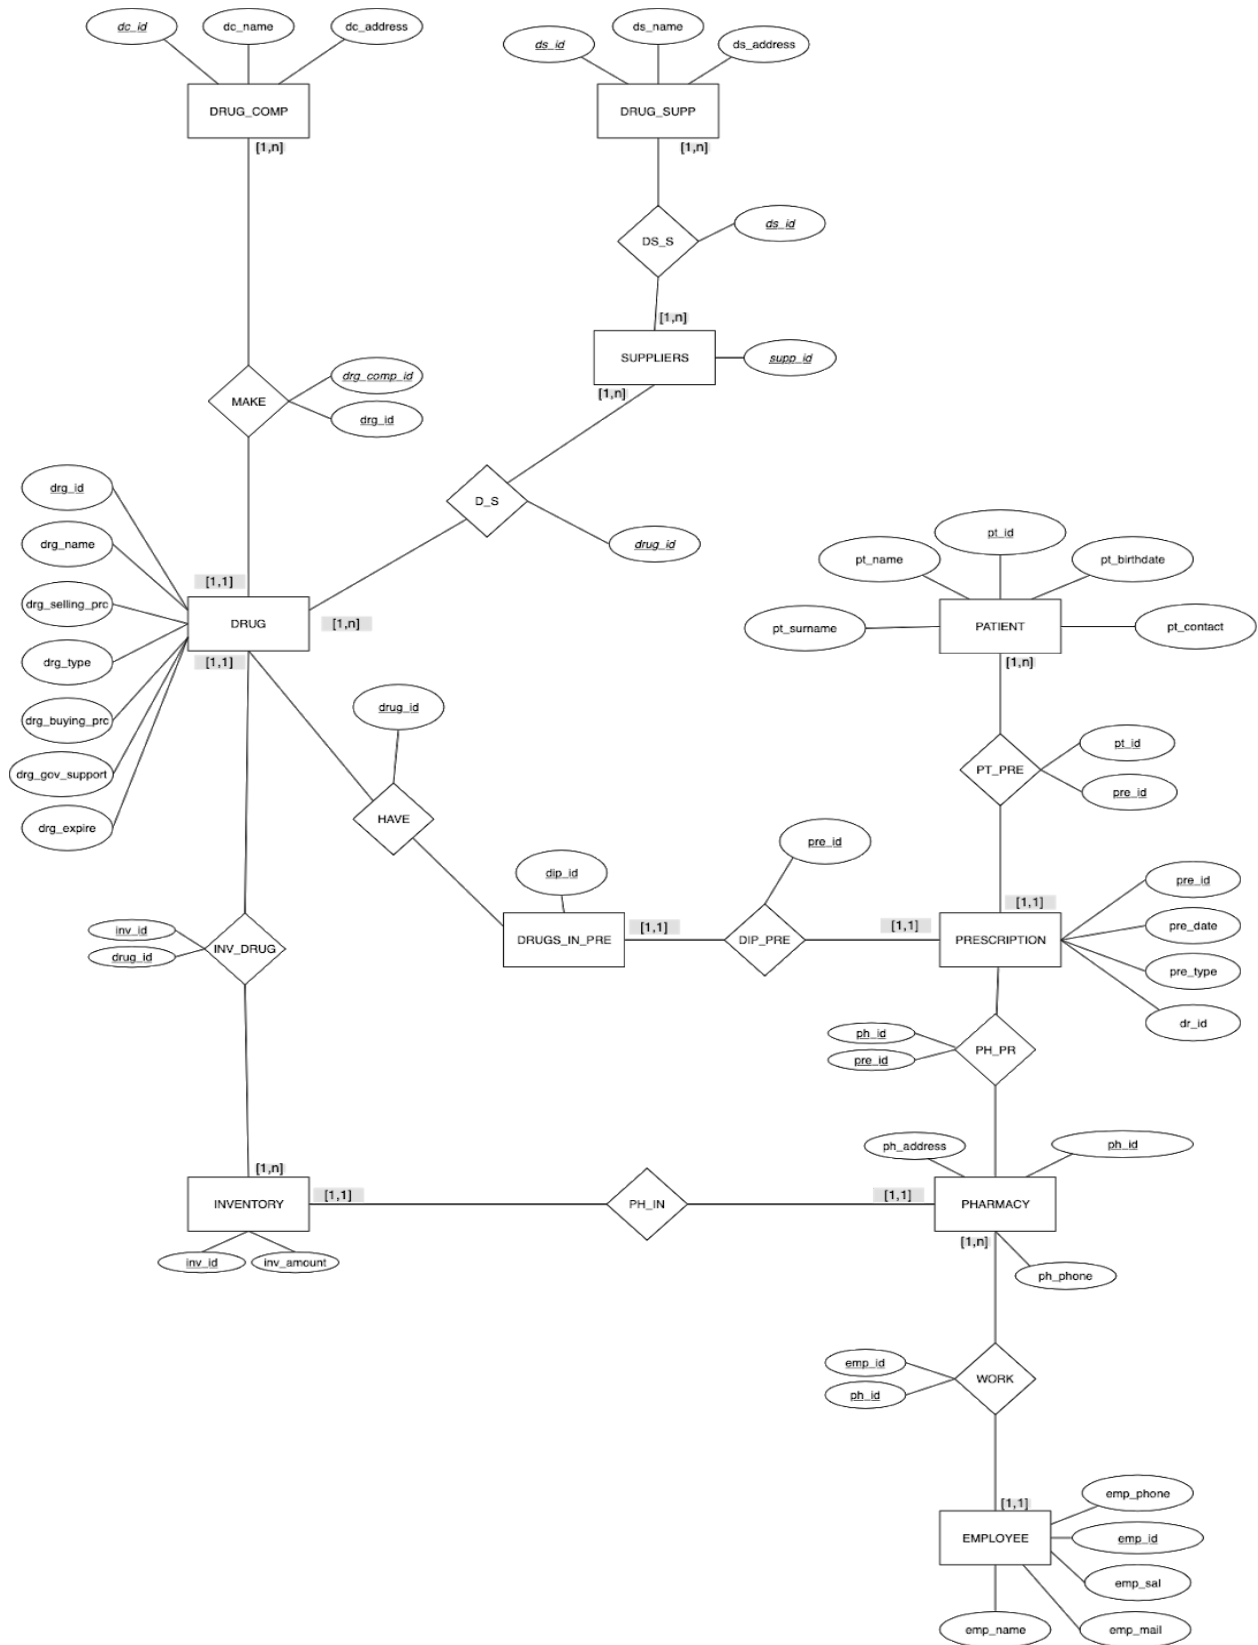 dc_id
dc_name
dc_address
ds_id
ds_name
ds_address
DRUG_COMP
[1,n]
DRUG_SUPP
[1,n]
DS_S
ds_id
[1,n]
SUPPLIERS
supp_id
[1,n]
MAKE
drg_comp_id
drg_id
D_S
drug_id
drg_id
drg_name
drg_selling_prc
drg_type
drg_buying_prc
drg_gov_support
drg_expire
[1,1]
DRUG
[1,n]
[1,1]
pt_id
pt_name
pt_birthdate
pt_surname
PATIENT
pt_contact
[1,n]
drug_id
HAVE
PT_PRE
pt_id
pre_id
pre_id
dip_id
DRUGS_IN_PRE
[1,1]
DIP_PRE
[1,1]
[1,1]
PRESCRIPTION
pre_id
pre_date
pre_type
dr_id
inv_id
drug_id
INV_DRUG
ph_id
pre_id
PH_PR
ph_address
ph_id
[1,n]
INVENTORY
[1,1]
PH_IN
[1,1]
PHARMACY
[1,n]
inv_id
inv_amount
ph_phone
emp_id
ph_id
WORK
[1,1]
EMPLOYEE
emp_phone
emp_id
emp_sal
emp_name
emp_mail